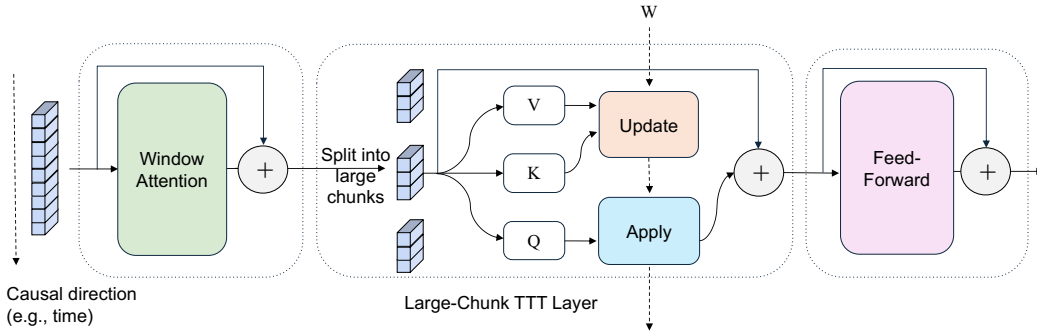 W
V
Update
Window
Attention
+
Split into
large
chunks
K
+
Feed-
Forward
+
Q
Apply
Causal direction
(e.g., time)
Large-Chunk TTT Layer